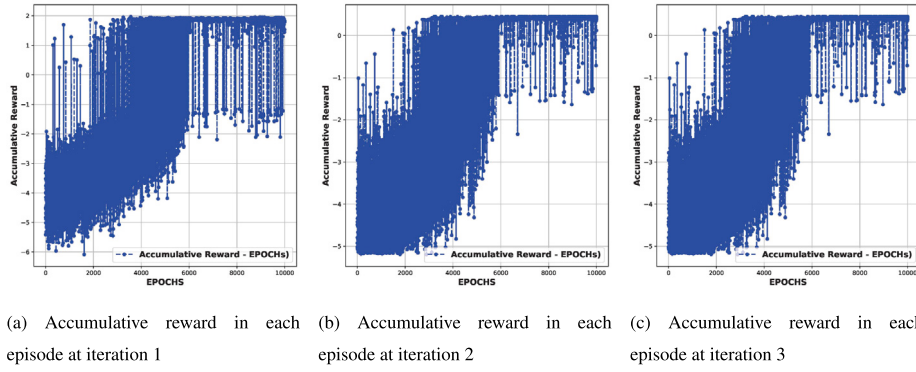 2
1
0
−1
−2
−3
−4
−5
−6
Accumulative Reward
0 2000 4000 6000 8000 10000
EPOCHS
Accumulative Reward - EPOCHs)
0
−1
−2
−3
−4
−5
Accumulative Reward
0 2000 4000 6000 8000 10000
EPOCHS
Accumulative Reward - EPOCHs)
0
−1
−2
−3
−4
−5
Accumulative Reward
0 2000 4000 6000 8000 10000
EPOCHS
Accumulative Reward - EPOCHs)
(a) Accumulative reward in each
episode at iteration 1
(b) Accumulative reward in each
episode at iteration 2
(c) Accumulative reward in each
episode at iteration 3